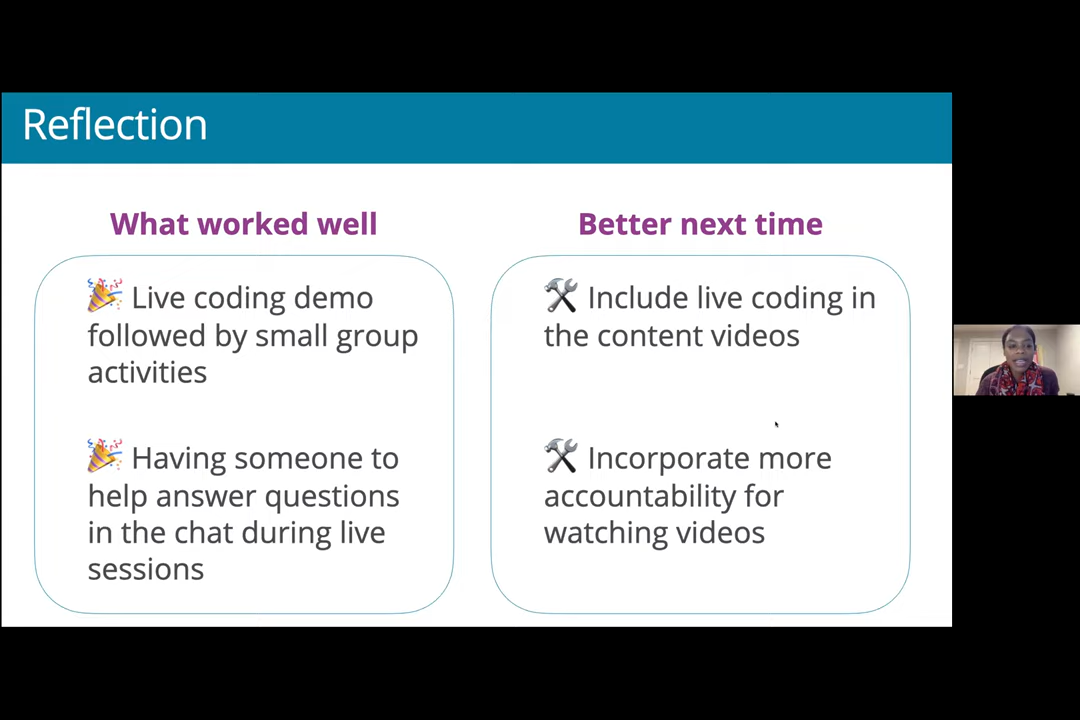 Reflection
What worked well
🎉 Live coding demo
followed by small group
activities
🎉 Having someone to
help answer questions
in the chat during live
sessions
Better next time
🛠 Include live coding in
the content videos
🛠 Incorporate more
accountability for
watching videos